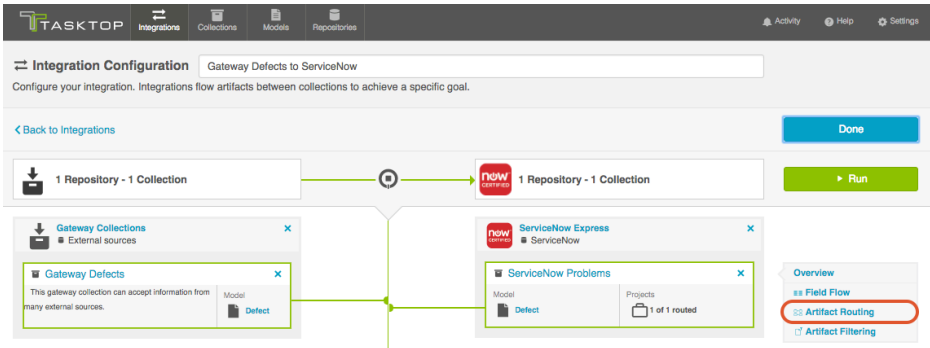 TASKTOP
Integrations
Collections
Models
Repositories
Activity
Help
Settings
Integration Configuration
Gateway Defects to ServiceNow
Configure your integration. Integrations flow artifacts between collections to achieve a specific goal.
Back to Integrations
Done
1 Repository - 1 Collection
now
CERTIFIED
1 Repository - 1 Collection
Run
Gateway Collections
External sources
now
CERTIFIED
ServiceNow Express
ServiceNow
Gateway Defects
This gateway collection can accept information from
many external sources.
Model
Defect
ServiceNow Problems
Model
Defect
Projects
1 of 1 routed
Overview
Field Flow
Artifact Routing
Artifact Filtering